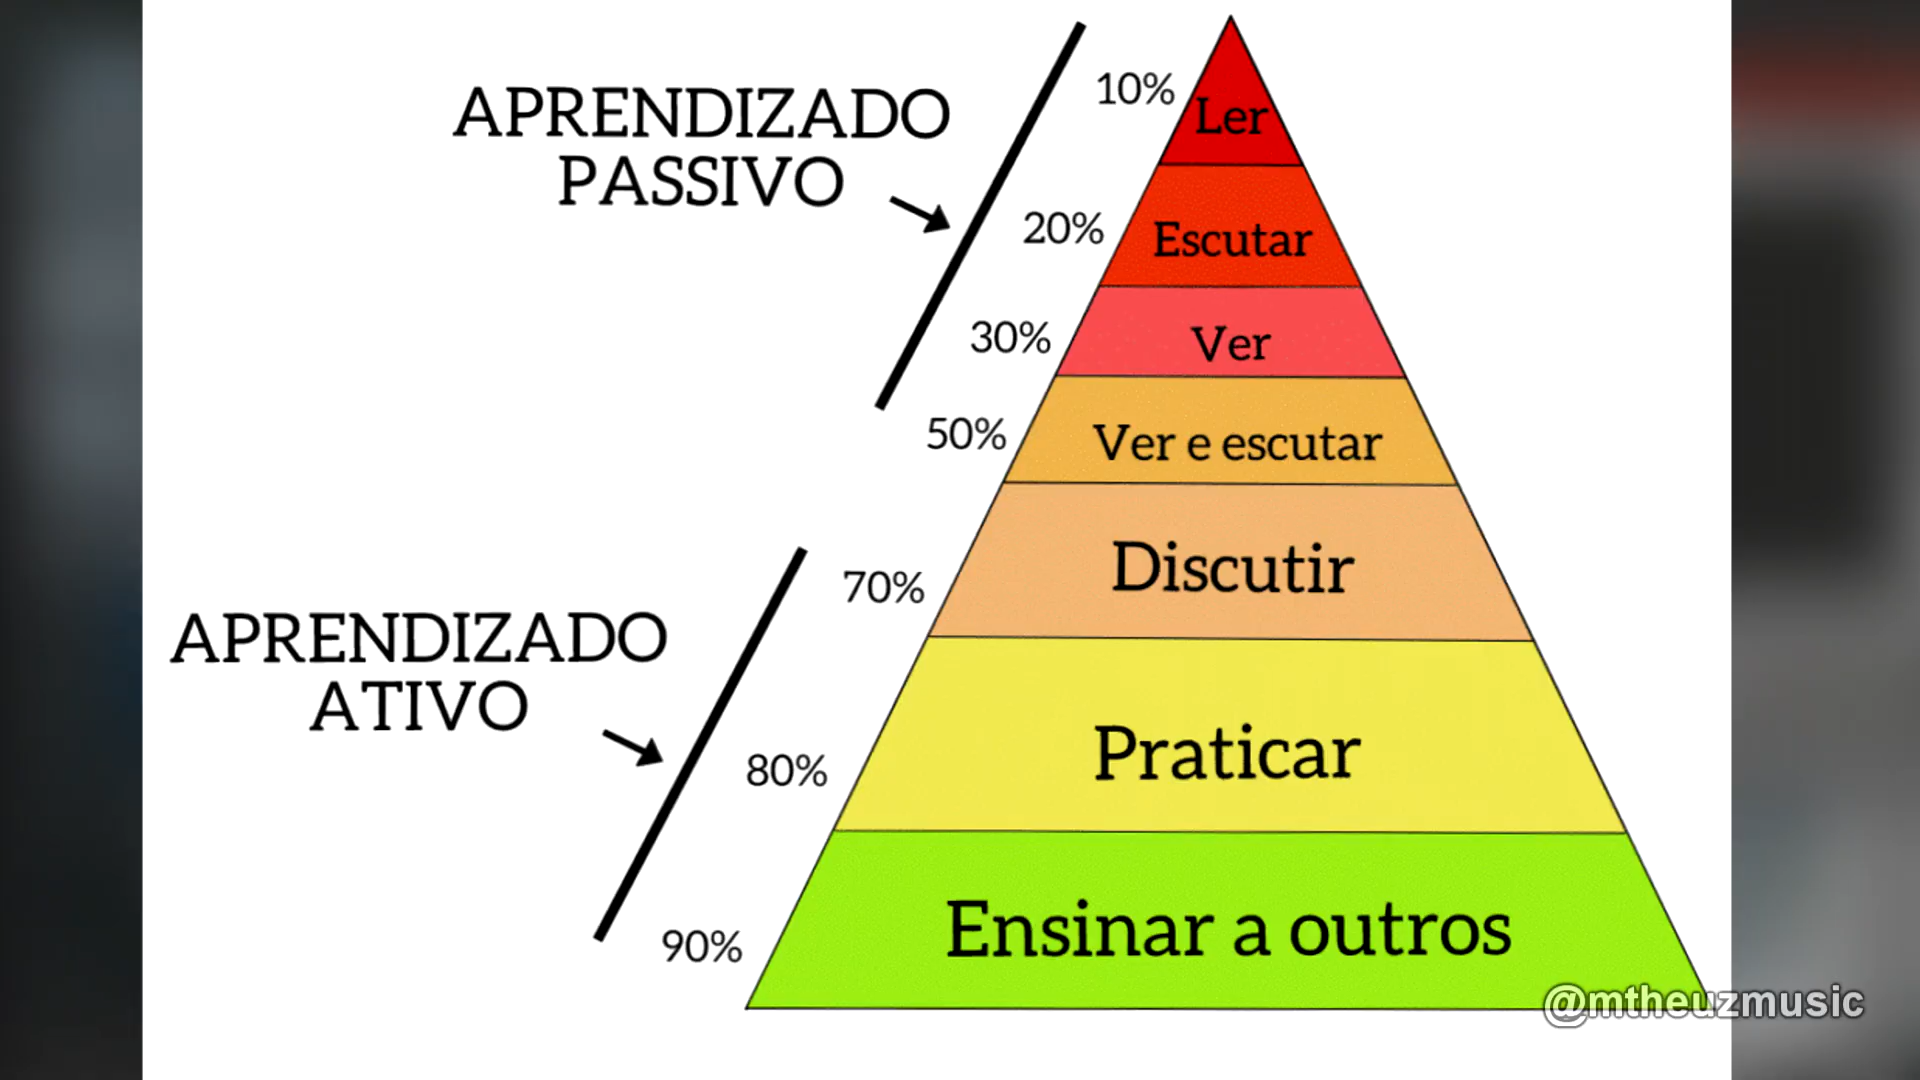 APRENDIZADO
PASSIVO
10%
Ler
20%
Escutar
30%
Ver
50%
Ver e escutar
APRENDIZADO
ATIVO
70%
Discutir
80%
Praticar
90%
Ensinar a outros
@mtheuzmusic